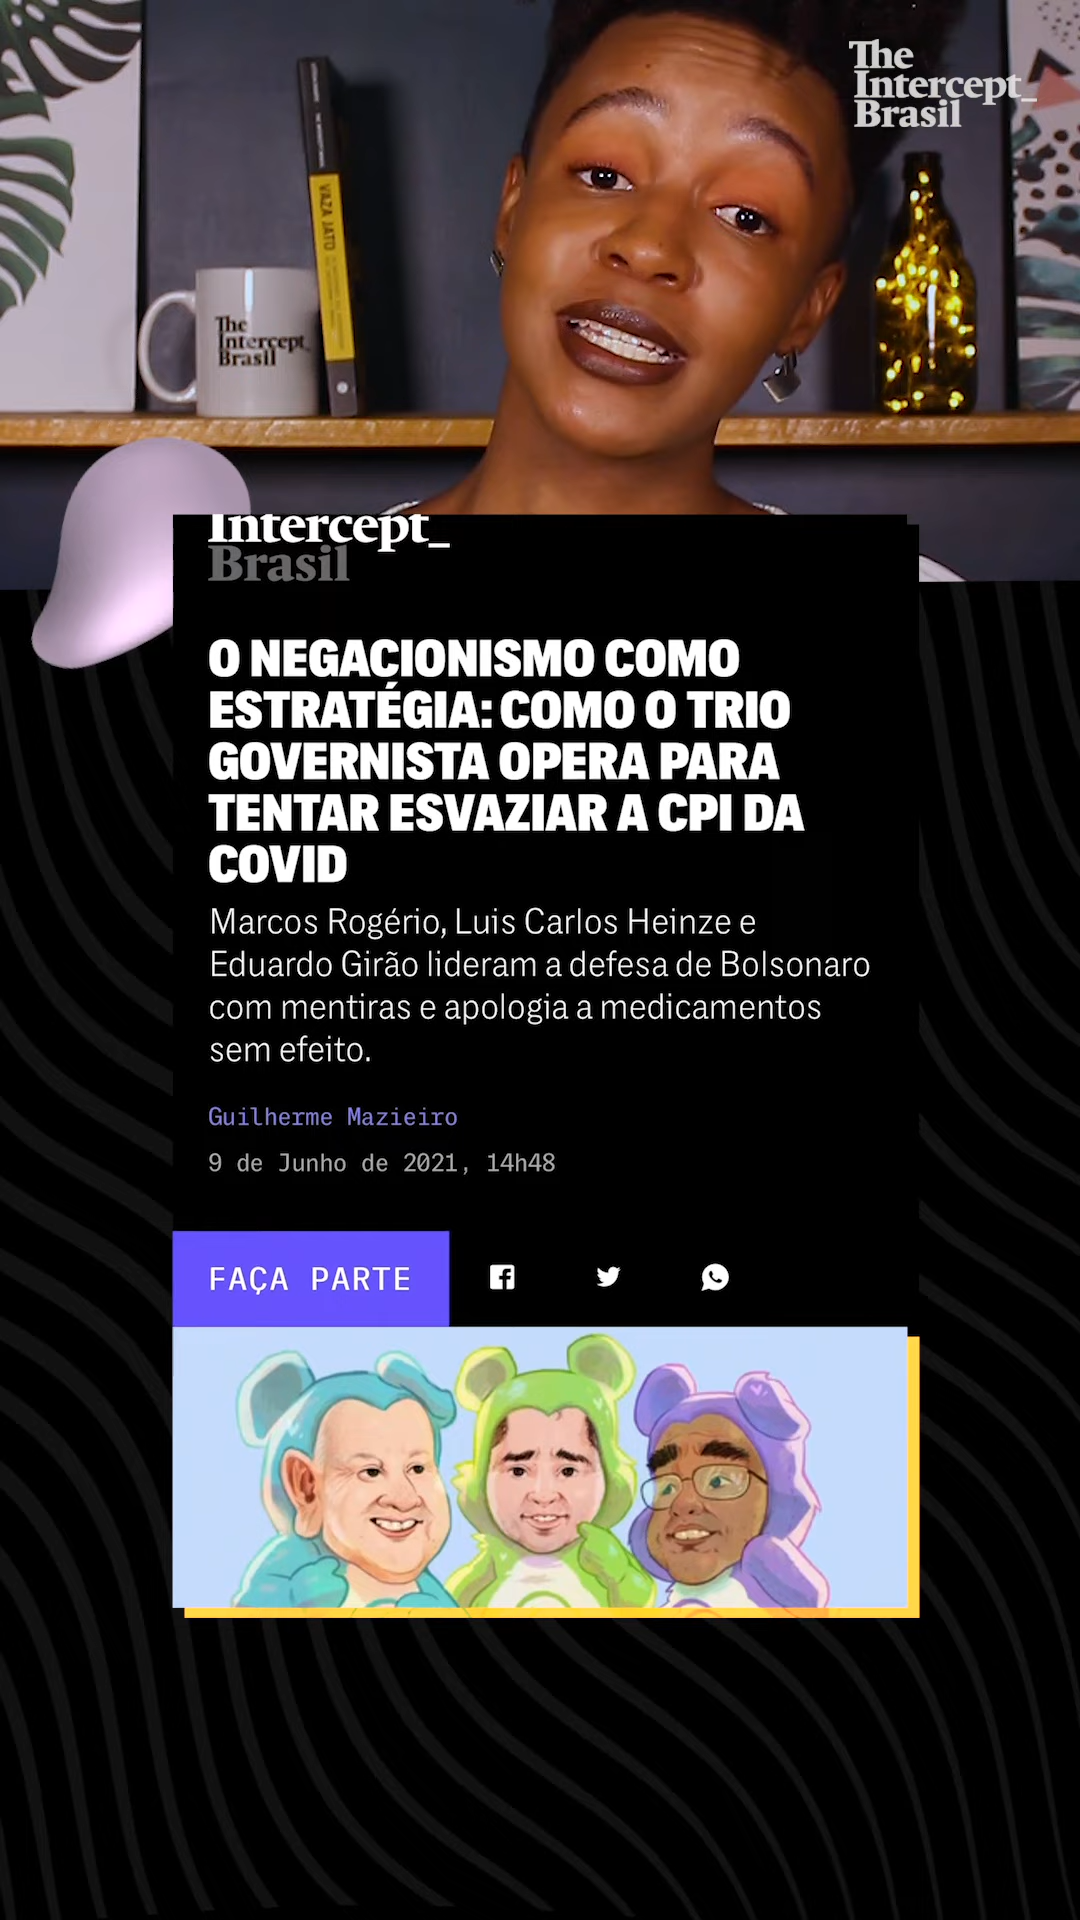 The
Intercept_
Brasil
VAZA JATO
The
Intercept_
Brasil
Intercept_
Brasil
O NEGACIONISMO COMO
ESTRATÉGIA: COMO O TRIO
GOVERNISTA OPERA PARA
TENTAR ESVAZIAR A CPI DA
COVID
Marcos Rogério, Luis Carlos Heinze e
Eduardo Girão lideram a defesa de Bolsonaro
com mentiras e apologia a medicamentos
sem efeito.
Guilherme Mazieiro
9 de Junho de 2021, 14h48
FAÇA PARTE